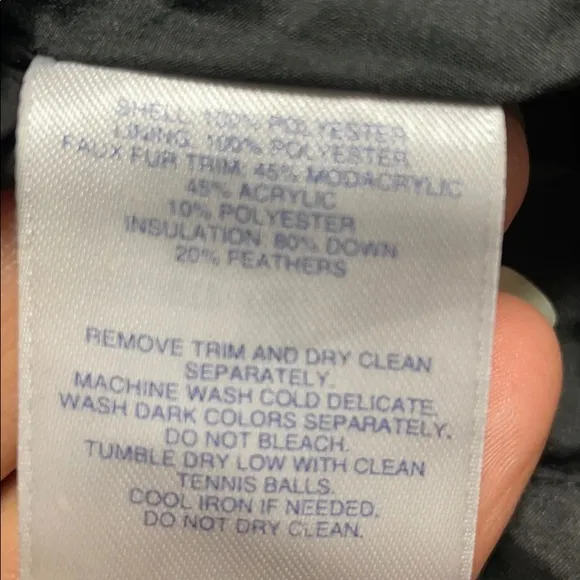 SHELL: 100% POLYESTER
LINING: 100% POLYESTER
FAUX FUR TRIM: 45% MODACRYLIC
45% ACRYLIC
10% POLYESTER
INSULATION: 80% DOWN
20% FEATHERS
REMOVE TRIM AND DRY CLEAN
SEPARATELY.
MACHINE WASH COLD DELICATE.
WASH DARK COLORS SEPARATELY.
DO NOT BLEACH.
TUMBLE DRY LOW WITH CLEAN
TENNIS BALLS.
COOL IRON IF NEEDED.
DO NOT DRY CLEAN.